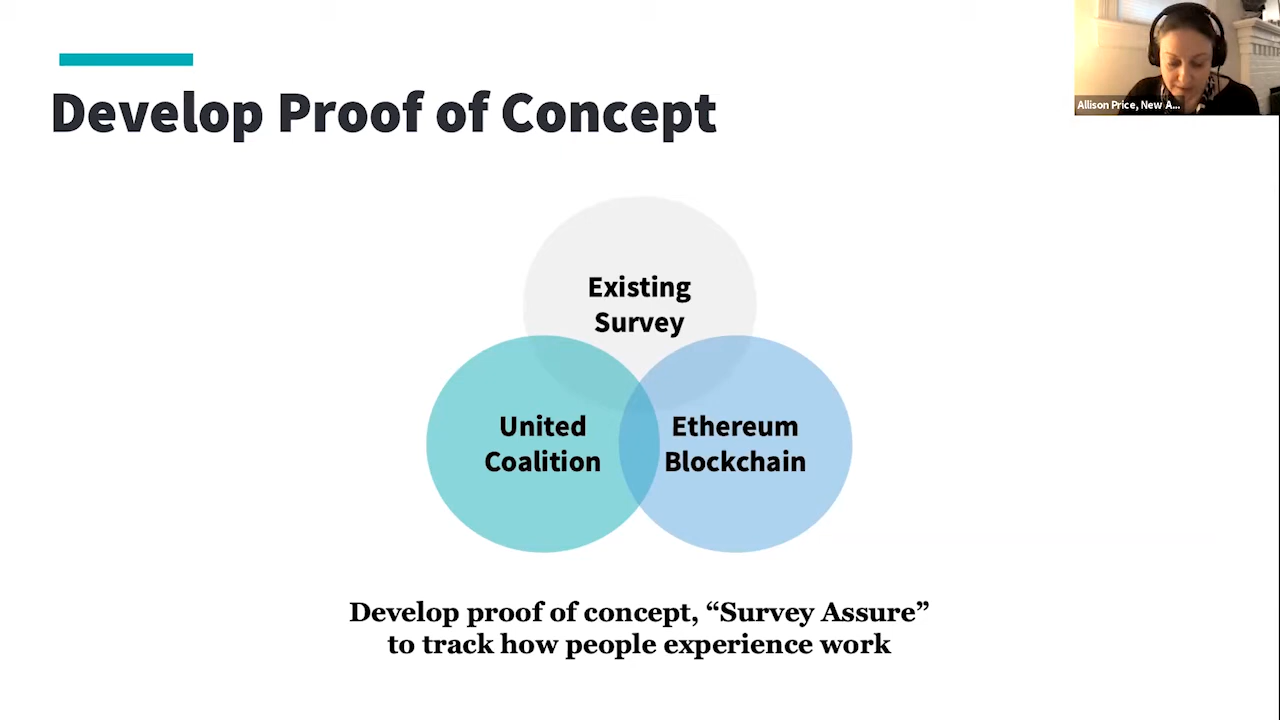 Develop Proof of Concept
Allison Price, New A...
Existing
Survey
United
Coalition
Ethereum
Blockchain
Develop proof of concept, “Survey Assure”
to track how people experience work